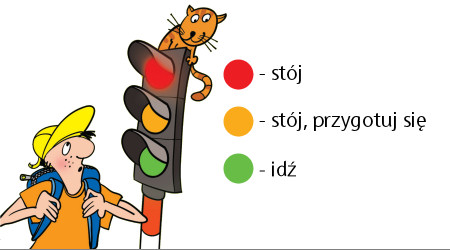 - stój
- stój, przygotuj się
- idź